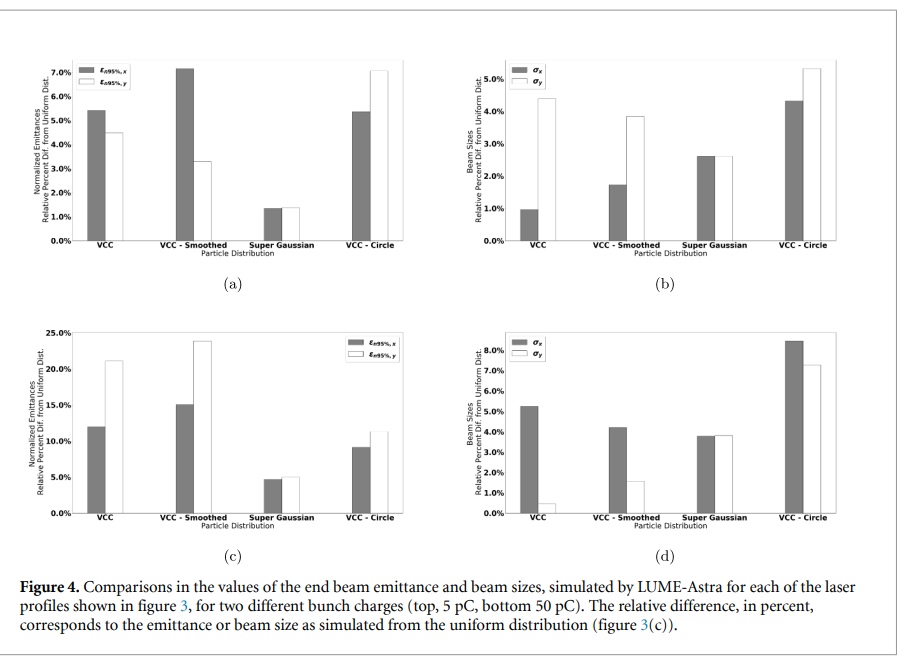 Normalized Emittances
Relative Percent Dif. from Uniform Dist.
7.0%
6.0%
5.0%
4.0%
3.0%
2.0%
1.0%
0.0%
εn95%,x
εn95%,y
VCC VCC - Smoothed Super Gaussian VCC - Circle
Particle Distribution
(a)
Beam Sizes
Relative Percent Dif. from Uniform Dist.
5.0%
4.0%
3.0%
2.0%
1.0%
0.0%
σx
σy
VCC VCC - Smoothed Super Gaussian VCC - Circle
Particle Distribution
(b)
Normalized Emittances
Relative Percent Dif. from Uniform Dist.
25.0%
20.0%
15.0%
10.0%
5.0%
0.0%
εn95%,x
εn95%,y
VCC VCC - Smoothed Super Gaussian VCC - Circle
Particle Distribution
(c)
Beam Sizes
Relative Percent Dif. from Uniform Dist.
8.0%
7.0%
6.0%
5.0%
4.0%
3.0%
2.0%
1.0%
0.0%
σx
σy
VCC VCC - Smoothed Super Gaussian VCC - Circle
Particle Distribution
(d)
Figure 4. Comparisons in the values of the end beam emittance and beam sizes, simulated by LUME-Astra for each of the laser
profiles shown in figure 3, for two different bunch charges (top, 5 pC, bottom 50 pC). The relative difference, in percent,
corresponds to the emittance or beam size as simulated from the uniform distribution (figure 3(c)).